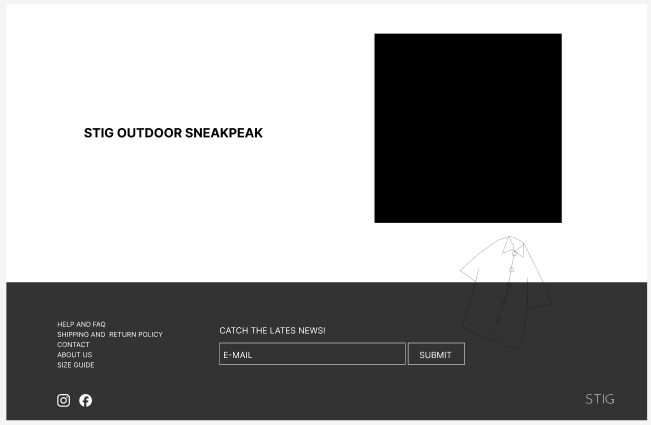 STIG OUTDOOR SNEAKPEAK
HELP AND FAQ
SHIPPING AND  RETURN POLICY
CONTACT
ABOUT US
SIZE GUIDE
CATCH THE LATES NEWS!
E-MAIL
SUBMIT
STIG